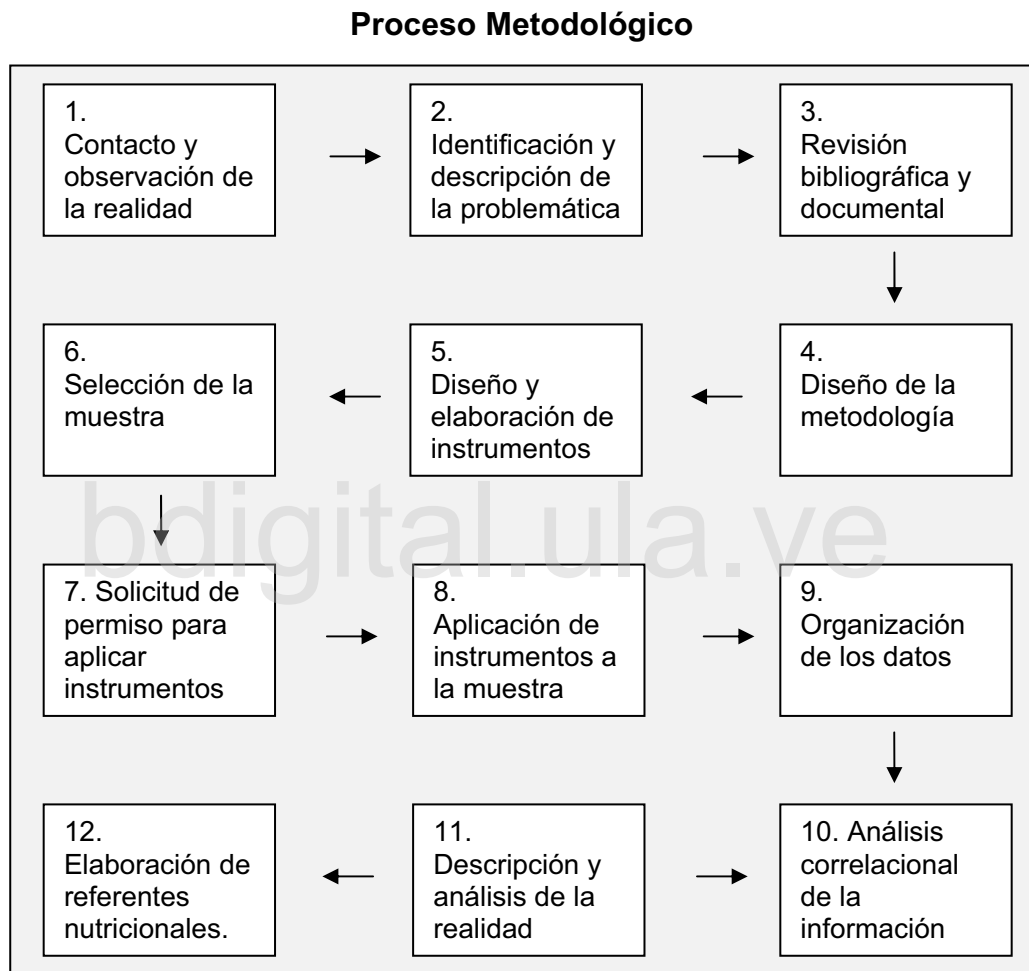 Proceso Metodológico
1.
Contacto y
observación de
la realidad
2.
Identificación y
descripción de
la problemática
3.
Revisión
bibliográfica y
documental
6.
Selección de la
muestra
5.
Diseño y
elaboración de
instrumentos
4.
Diseño de la
metodología
bdigital.ula.ve
7. Solicitud de
permiso para
aplicar
instrumentos
8.
Aplicación de
instrumentos a
la muestra
9.
Organización
de los datos
12.
Elaboración de
referentes
nutricionales.
11.
Descripción y
análisis de la
realidad
10. Análisis
correlacional
de la
información